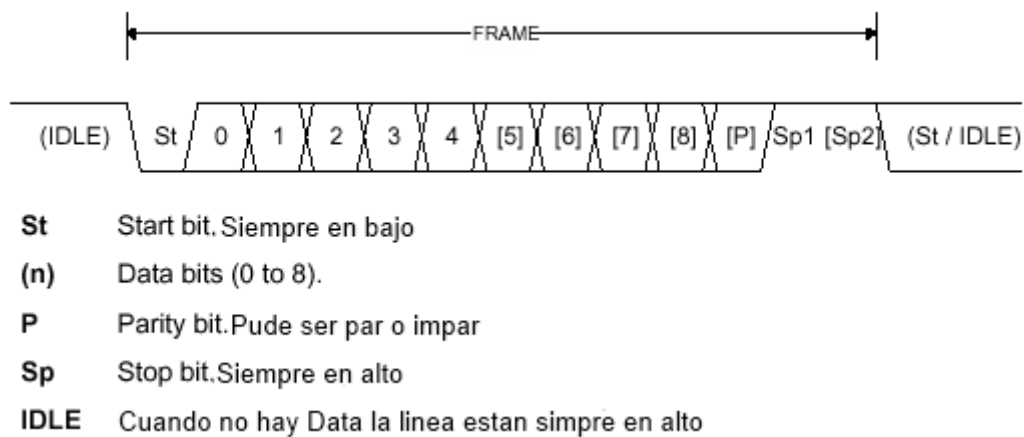 FRAME
(IDLE) St 0 1 2 3 4 [5] [6] [7] [8] [P] Sp1 [Sp2] (St / IDLE)
St Start bit. Siempre en bajo
(n) Data bits (0 to 8).
P Parity bit. Pude ser par o impar
Sp Stop bit. Siempre en alto
IDLE Cuando no hay Data la linea estan simpre en alto